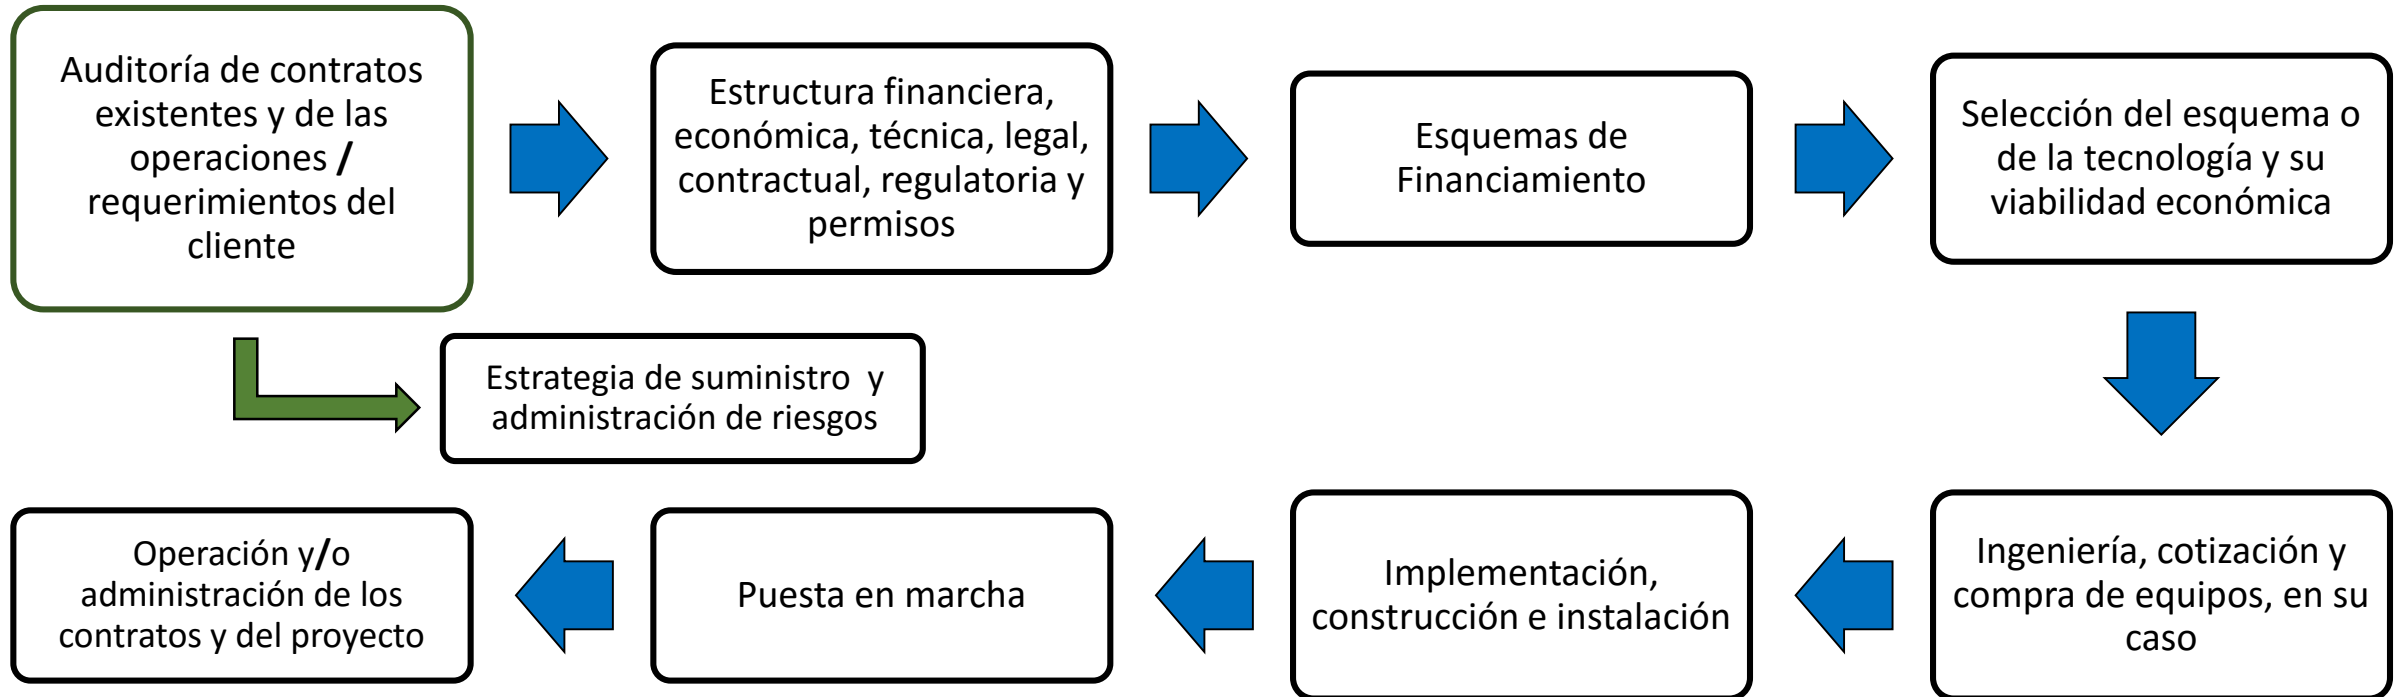 Auditoría de contratos
existentes y de las
operaciones /
requerimientos del
cliente
Estructura financiera,
económica, técnica, legal,
contractual, regulatoria y
permisos
Esquemas de
Financiamiento
Selección del esquema o
de la tecnología y su
viabilidad económica
Estrategia de suministro y
administración de riesgos
Ingeniería, cotización y
compra de equipos, en su
caso
Implementación,
construcción e instalación
Puesta en marcha
Operación y/o
administración de los
contratos y del proyecto